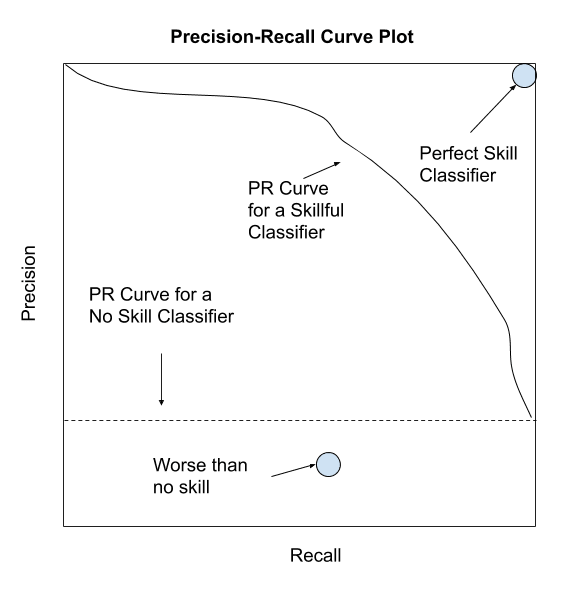 Precision-Recall Curve Plot
Perfect Skill
Classifier
PR Curve
for a Skillful
Classifier
PR Curve for a
No Skill Classifier
Worse than
no skill
Precision
Recall